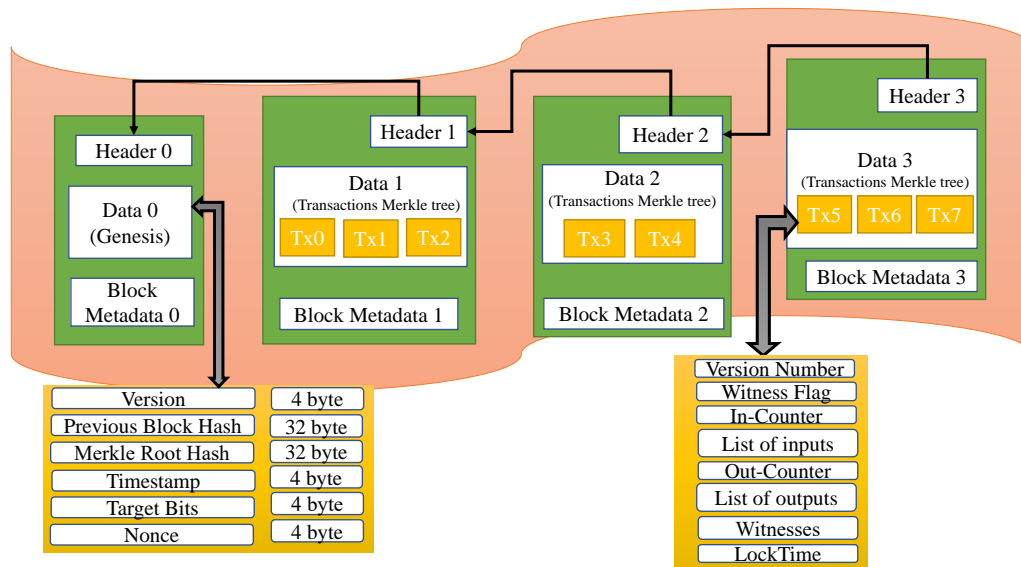 Header 0
Data 0
(Genesis)
Block
Metadata 0
Header 1
Data 1
(Transactions Merkle tree)
Tx0 Tx1 Tx2
Block Metadata 1
Header 2
Data 2
(Transactions Merkle tree)
Tx3 Tx4
Block Metadata 2
Header 3
Data 3
(Transactions Merkle tree)
Tx5 Tx6 Tx7
Block Metadata 3
Version 4 byte
Previous Block Hash 32 byte
Merkle Root Hash 32 byte
Timestamp 4 byte
Target Bits 4 byte
Nonce 4 byte
Version Number
Witness Flag
In-Counter
List of inputs
Out-Counter
List of outputs
Witnesses
LockTime